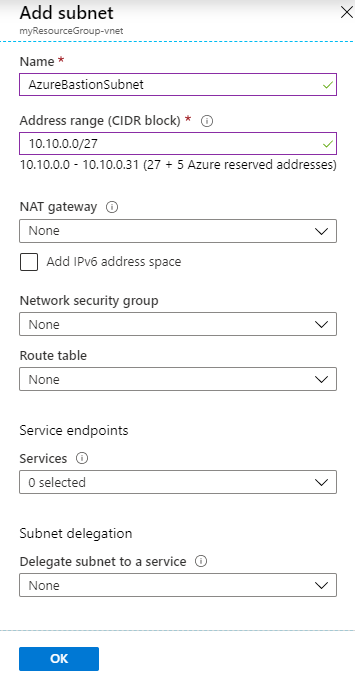 Add subnet
myResourceGroup-vnet
Name *
AzureBastionSubnet
Address range (CIDR block) *
10.10.0.0/27
10.10.0.0 - 10.10.0.31 (27 + 5 Azure reserved addresses)
NAT gateway
None
Add IPv6 address space
Network security group
None
Route table
None
Service endpoints
Services
0 selected
Subnet delegation
Delegate subnet to a service
None
OK